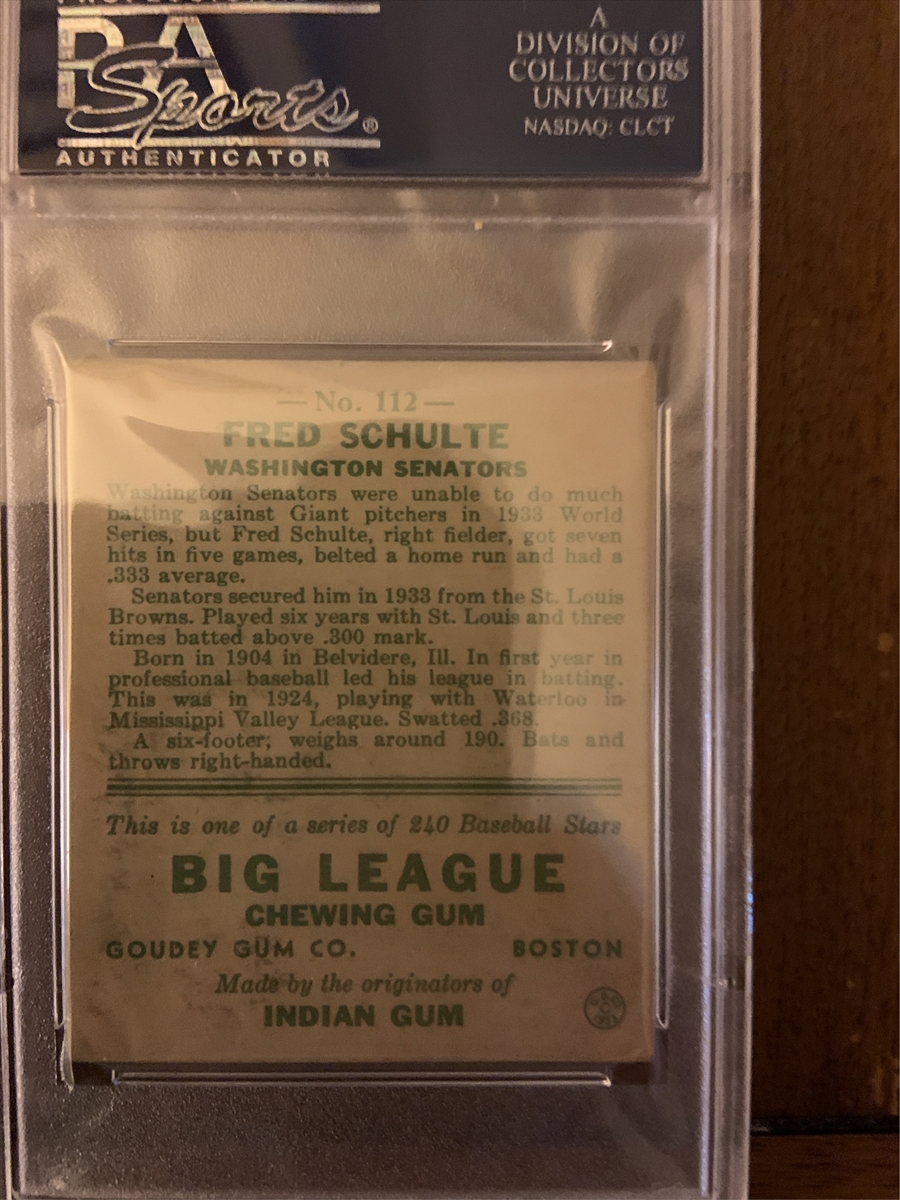 PSA
Sports®
AUTHENTICATOR
A
DIVISION OF
COLLECTORS
UNIVERSE
NASDAQ: CLCT
— No. 112 —
FRED SCHULTE
WASHINGTON SENATORS
Washington Senators were unable to do much
batting against Giant pitchers in 1933 World
Series, but Fred Schulte, right fielder, got seven
hits in five games, belted a home run and had a
.333 average.
Senators secured him in 1933 from the St. Louis
Browns. Played six years with St. Louis and three
times batted above .300 mark.
Born in 1904 in Belvidere, Ill. In first year in
professional baseball led his league in batting.
This was in 1924, playing with Waterloo in
Mississippi Valley League. Swatted .368.
A six-footer; weighs around 190. Bats and
throws right-handed.
This is one of a series of 240 Baseball Stars
BIG LEAGUE
CHEWING GUM
GOUDEY GUM CO. BOSTON
Made by the originators of
INDIAN GUM